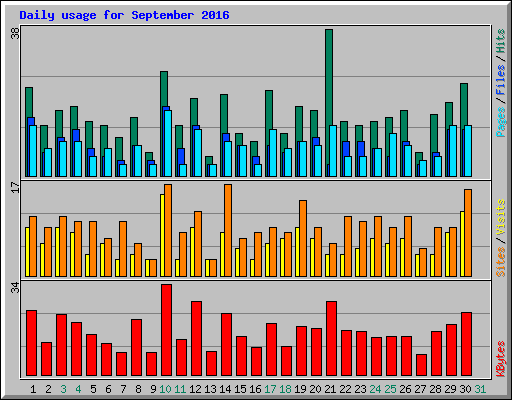 Daily usage for September 2016
38
Pages / Files / Hits
17
Sites / Visits
34
KBytes
1 2 3 4 5 6 7 8 9 10 11 12 13 14 15 16 17 18 19 20 21 22 23 24 25 26 27 28 29 30 31